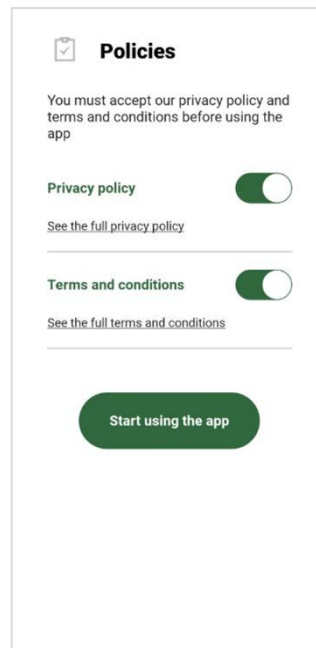 Policies
You must accept our privacy policy and
terms and conditions before using the
app
Privacy policy
See the full privacy policy
Terms and conditions
See the full terms and conditions
Start using the app